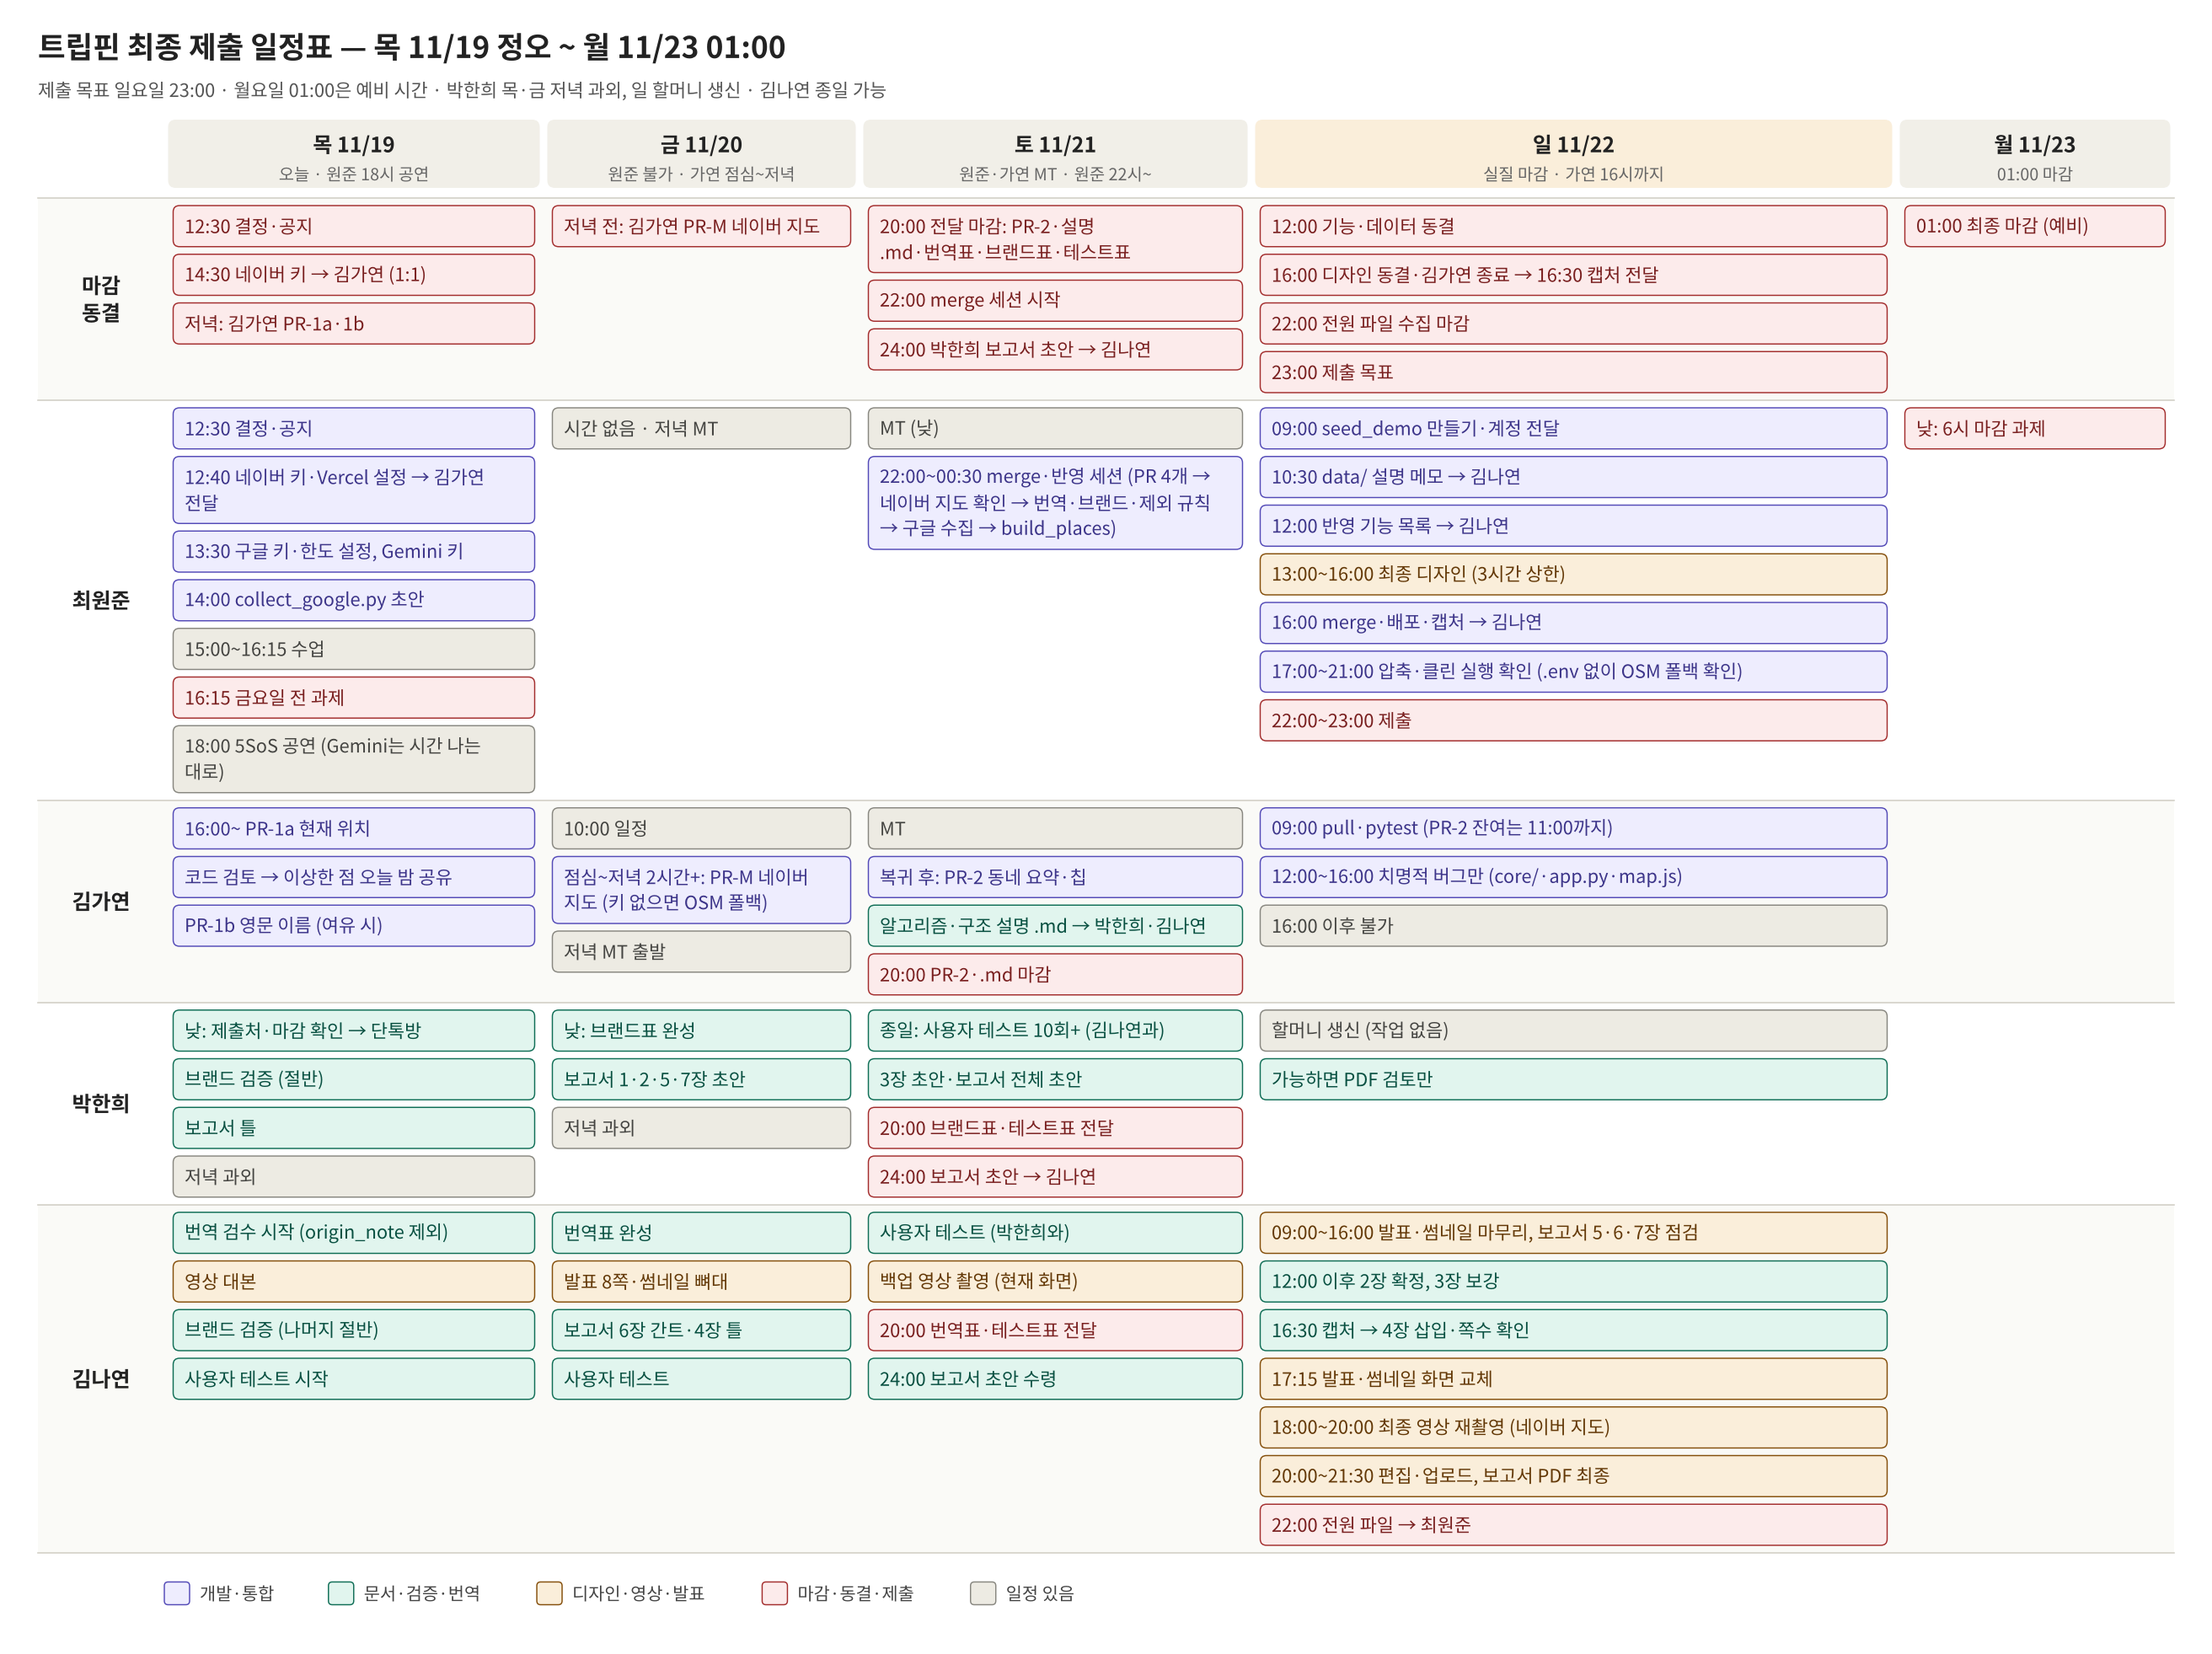 트립핀 최종 제출 일정표 — 목 11/19 정오 ~ 월 11/23 01:00
제출 목표 일요일 23:00 · 월요일 01:00은 예비 시간 · 박한희 목·금 저녁 과외, 일 할머니 생신 · 김나연 종일 가능
목 11/19
오늘 · 원준 18시 공연
금 11/20
원준 불가 · 가연 점심~저녁
토 11/21
원준·가연 MT · 원준 22시~
일 11/22
실질 마감 · 가연 16시까지
월 11/23
01:00 마감
마감
동결
12:30 결정·공지
14:30 네이버 키 → 김가연 (1:1)
저녁: 김가연 PR-1a·1b
저녁 전: 김가연 PR-M 네이버 지도
20:00 전달 마감: PR-2·설명
.md·번역표·브랜드표·테스트표
22:00 merge 세션 시작
24:00 박한희 보고서 초안 → 김나연
12:00 기능·데이터 동결
16:00 디자인 동결·김가연 종료 → 16:30 캡처 전달
22:00 전원 파일 수집 마감
23:00 제출 목표
01:00 최종 마감 (예비)
최원준
12:30 결정·공지
12:40 네이버 키·Vercel 설정 → 김가연
전달
13:30 구글 키·한도 설정, Gemini 키
14:00 collect_google.py 초안
15:00~16:15 수업
16:15 금요일 전 과제
18:00 5SoS 공연 (Gemini는 시간 나는
대로)
시간 없음 · 저녁 MT
MT (낮)
22:00~00:30 merge·반영 세션 (PR 4개 →
네이버 지도 확인 → 번역·브랜드·제외 규칙
→ 구글 수집 → build_places)
09:00 seed_demo 만들기·계정 전달
10:30 data/ 설명 메모 → 김나연
12:00 반영 기능 목록 → 김나연
13:00~16:00 최종 디자인 (3시간 상한)
16:00 merge·배포·캡처 → 김나연
17:00~21:00 압축·클린 실행 확인 (.env 없이 OSM 폴백 확인)
22:00~23:00 제출
낮: 6시 마감 과제
김가연
16:00~ PR-1a 현재 위치
코드 검토 → 이상한 점 오늘 밤 공유
PR-1b 영문 이름 (여유 시)
10:00 일정
점심~저녁 2시간+: PR-M 네이버
지도 (키 없으면 OSM 폴백)
저녁 MT 출발
MT
복귀 후: PR-2 동네 요약·칩
알고리즘·구조 설명 .md → 박한희·김나연
20:00 PR-2·.md 마감
09:00 pull·pytest (PR-2 잔여는 11:00까지)
12:00~16:00 치명적 버그만 (core/·app.py·map.js)
16:00 이후 불가
박한희
낮: 제출처·마감 확인 → 단톡방
브랜드 검증 (절반)
보고서 틀
저녁 과외
낮: 브랜드표 완성
보고서 1·2·5·7장 초안
저녁 과외
종일: 사용자 테스트 10회+ (김나연과)
3장 초안·보고서 전체 초안
20:00 브랜드표·테스트표 전달
24:00 보고서 초안 → 김나연
할머니 생신 (작업 없음)
가능하면 PDF 검토만
김나연
번역 검수 시작 (origin_note 제외)
영상 대본
브랜드 검증 (나머지 절반)
사용자 테스트 시작
번역표 완성
발표 8쪽·썸네일 뼈대
보고서 6장 간트·4장 틀
사용자 테스트
사용자 테스트 (박한희와)
백업 영상 촬영 (현재 화면)
20:00 번역표·테스트표 전달
24:00 보고서 초안 수령
09:00~16:00 발표·썸네일 마무리, 보고서 5·6·7장 점검
12:00 이후 2장 확정, 3장 보강
16:30 캡처 → 4장 삽입·쪽수 확인
17:15 발표·썸네일 화면 교체
18:00~20:00 최종 영상 재촬영 (네이버 지도)
20:00~21:30 편집·업로드, 보고서 PDF 최종
22:00 전원 파일 → 최원준
개발·통합
문서·검증·번역
디자인·영상·발표
마감·동결·제출
일정 있음